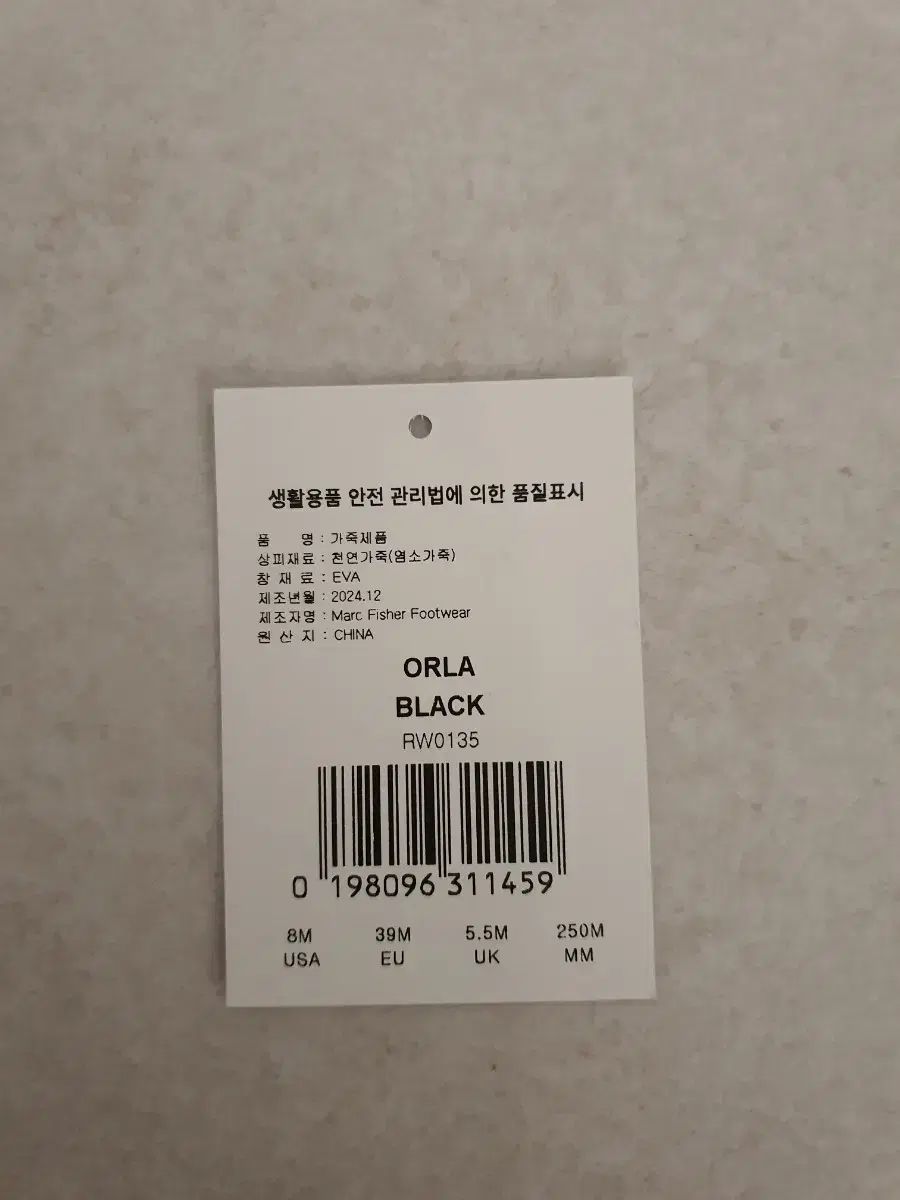 생활용품 안전 관리법에 의한 품질표시
품 명 : 가죽제품
상피재료 : 천연가죽(염소가죽)
창 재 료 : EVA
제조년월 : 2024.12
제조자명 : Marc Fisher Footwear
원 산 지 : CHINA
ORLA
BLACK
RW0135
0 198096 311459
8M 39M 5.5M 250M
USA EU UK MM